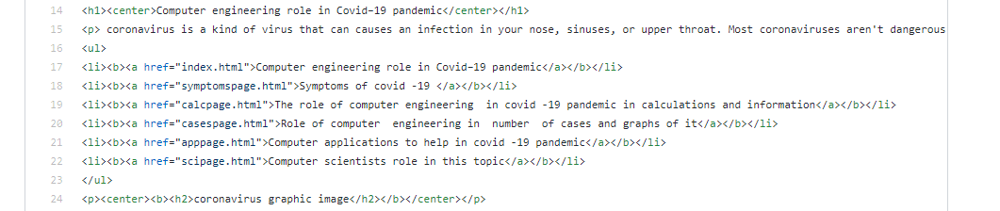 14 <h1><center>Computer engineering role in Covid-19 pandemic</center></h1>
15 <p> coronavirus is a kind of virus that can causes an infection in your nose, sinuses, or upper throat. Most coronaviruses aren't dangerous
16 <ul>
17 <li><b><a href="index.html">Computer engineering role in Covid-19 pandemic</a></b></li>
18 <li><b><a href="symptomspage.html">Symptoms of covid -19 </a></b></li>
19 <li><b><a href="calcpage.html">The role of computer engineering  in covid -19 pandemic in calculations and information</a></b></li>
20 <li><b><a href="casespage.html">Role of computer  engineering in  number  of cases and graphs of it</a></b></li>
21 <li><b><a href="apppage.html">Computer applications to help in covid -19 pandemic</a></b></li>
22 <li><b><a href="scipage.html">Computer scientists role in this topic</a></b></li>
23 </ul>
24 <p><center><b><h2>coronavirus graphic image</h2></b></center></p>